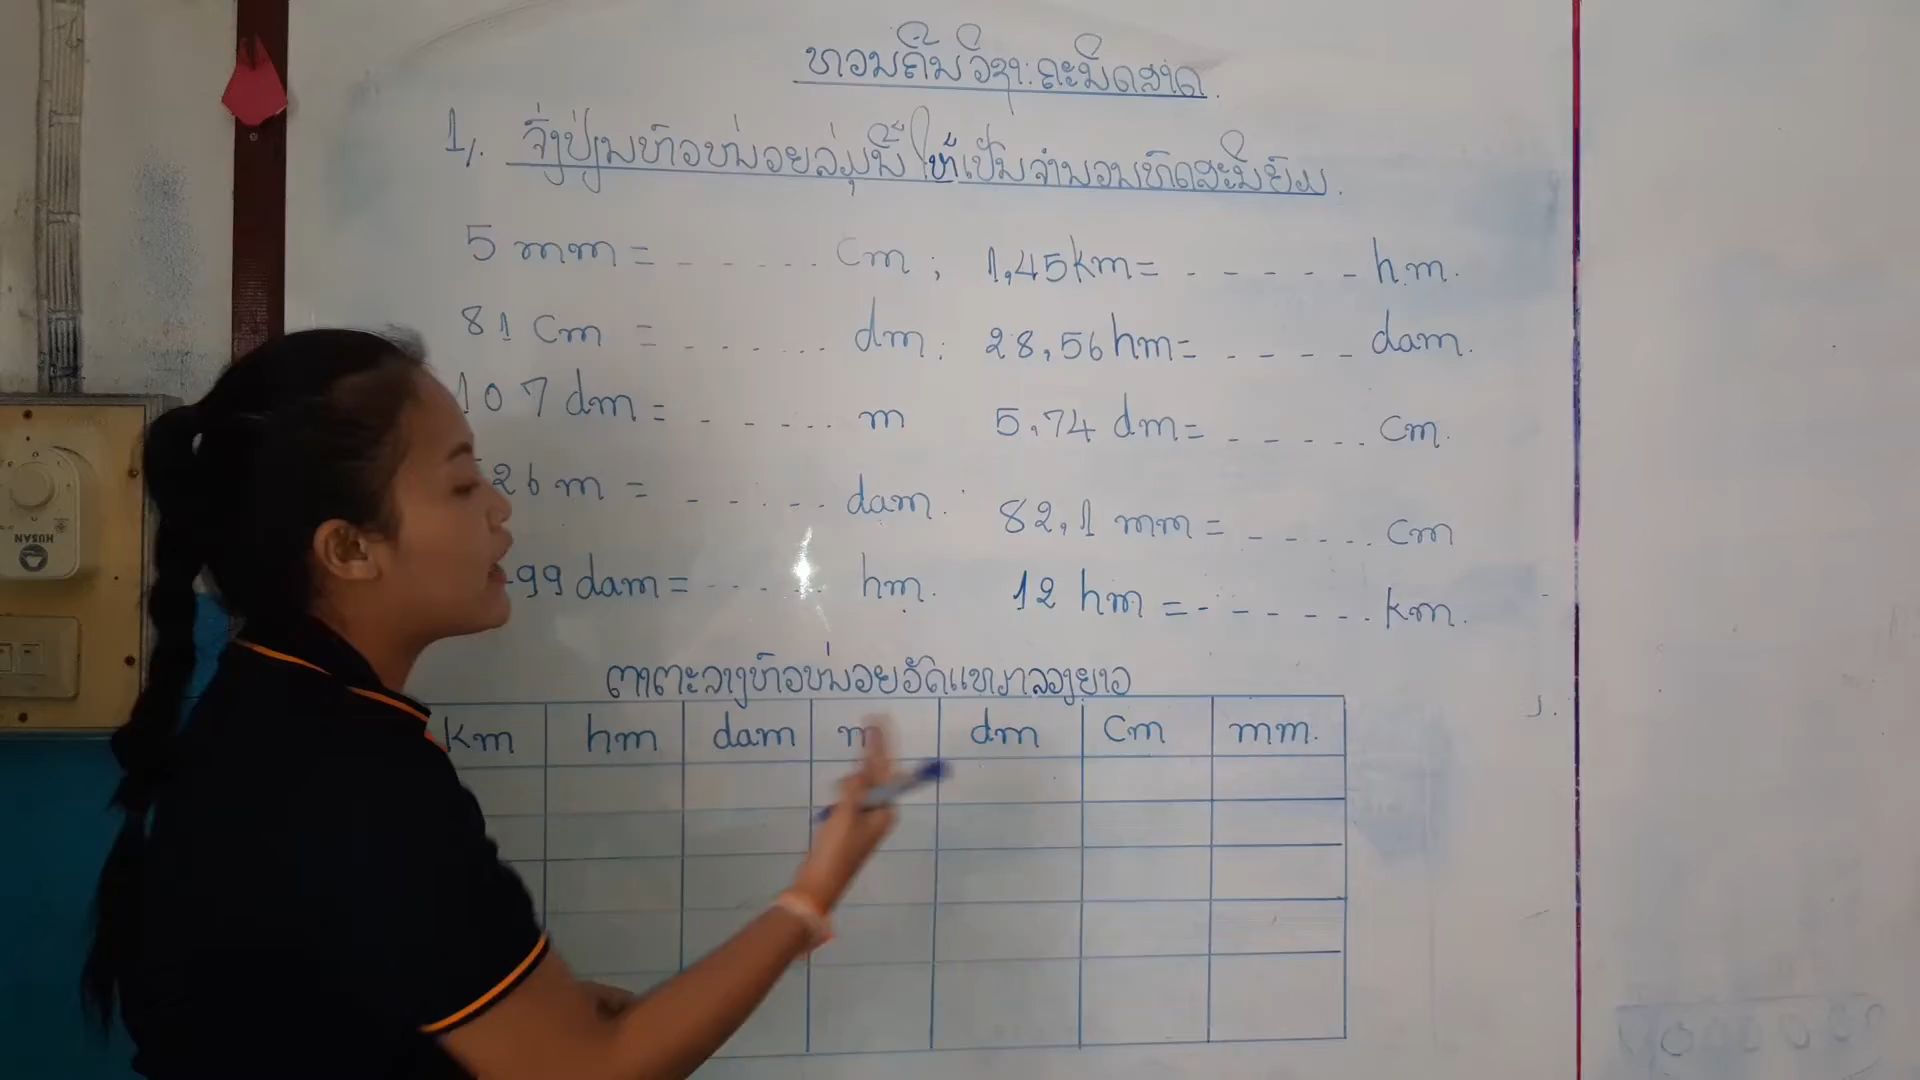 ທວນຄືນວິຊາ: ຄະນິດສາດ.
1/. ຈົ່ງປ່ຽນຫົວໜ່ວຍລຸ່ມນີ້ ໃຫ້ເປັນຈຳນວນທົດສະນິຍົມ.
5 mm = - - - - - - cm ; 1,45km = - - - - - hm.
81 cm = - - - - - - dm ; 28,56 hm = - - - - dam.
107 dm = - - - - - m 5,74 dm = - - - - - cm.
26 m = - - - - - dam. 82,1 mm = - - - - - cm
99 dam = - - - - - hm. 12 hm = - - - - - - km.
ຕາຕະລາງຫົວໜ່ວຍວັດແທກລວງຍາວ
km hm dam m dm cm mm.
HUSAN